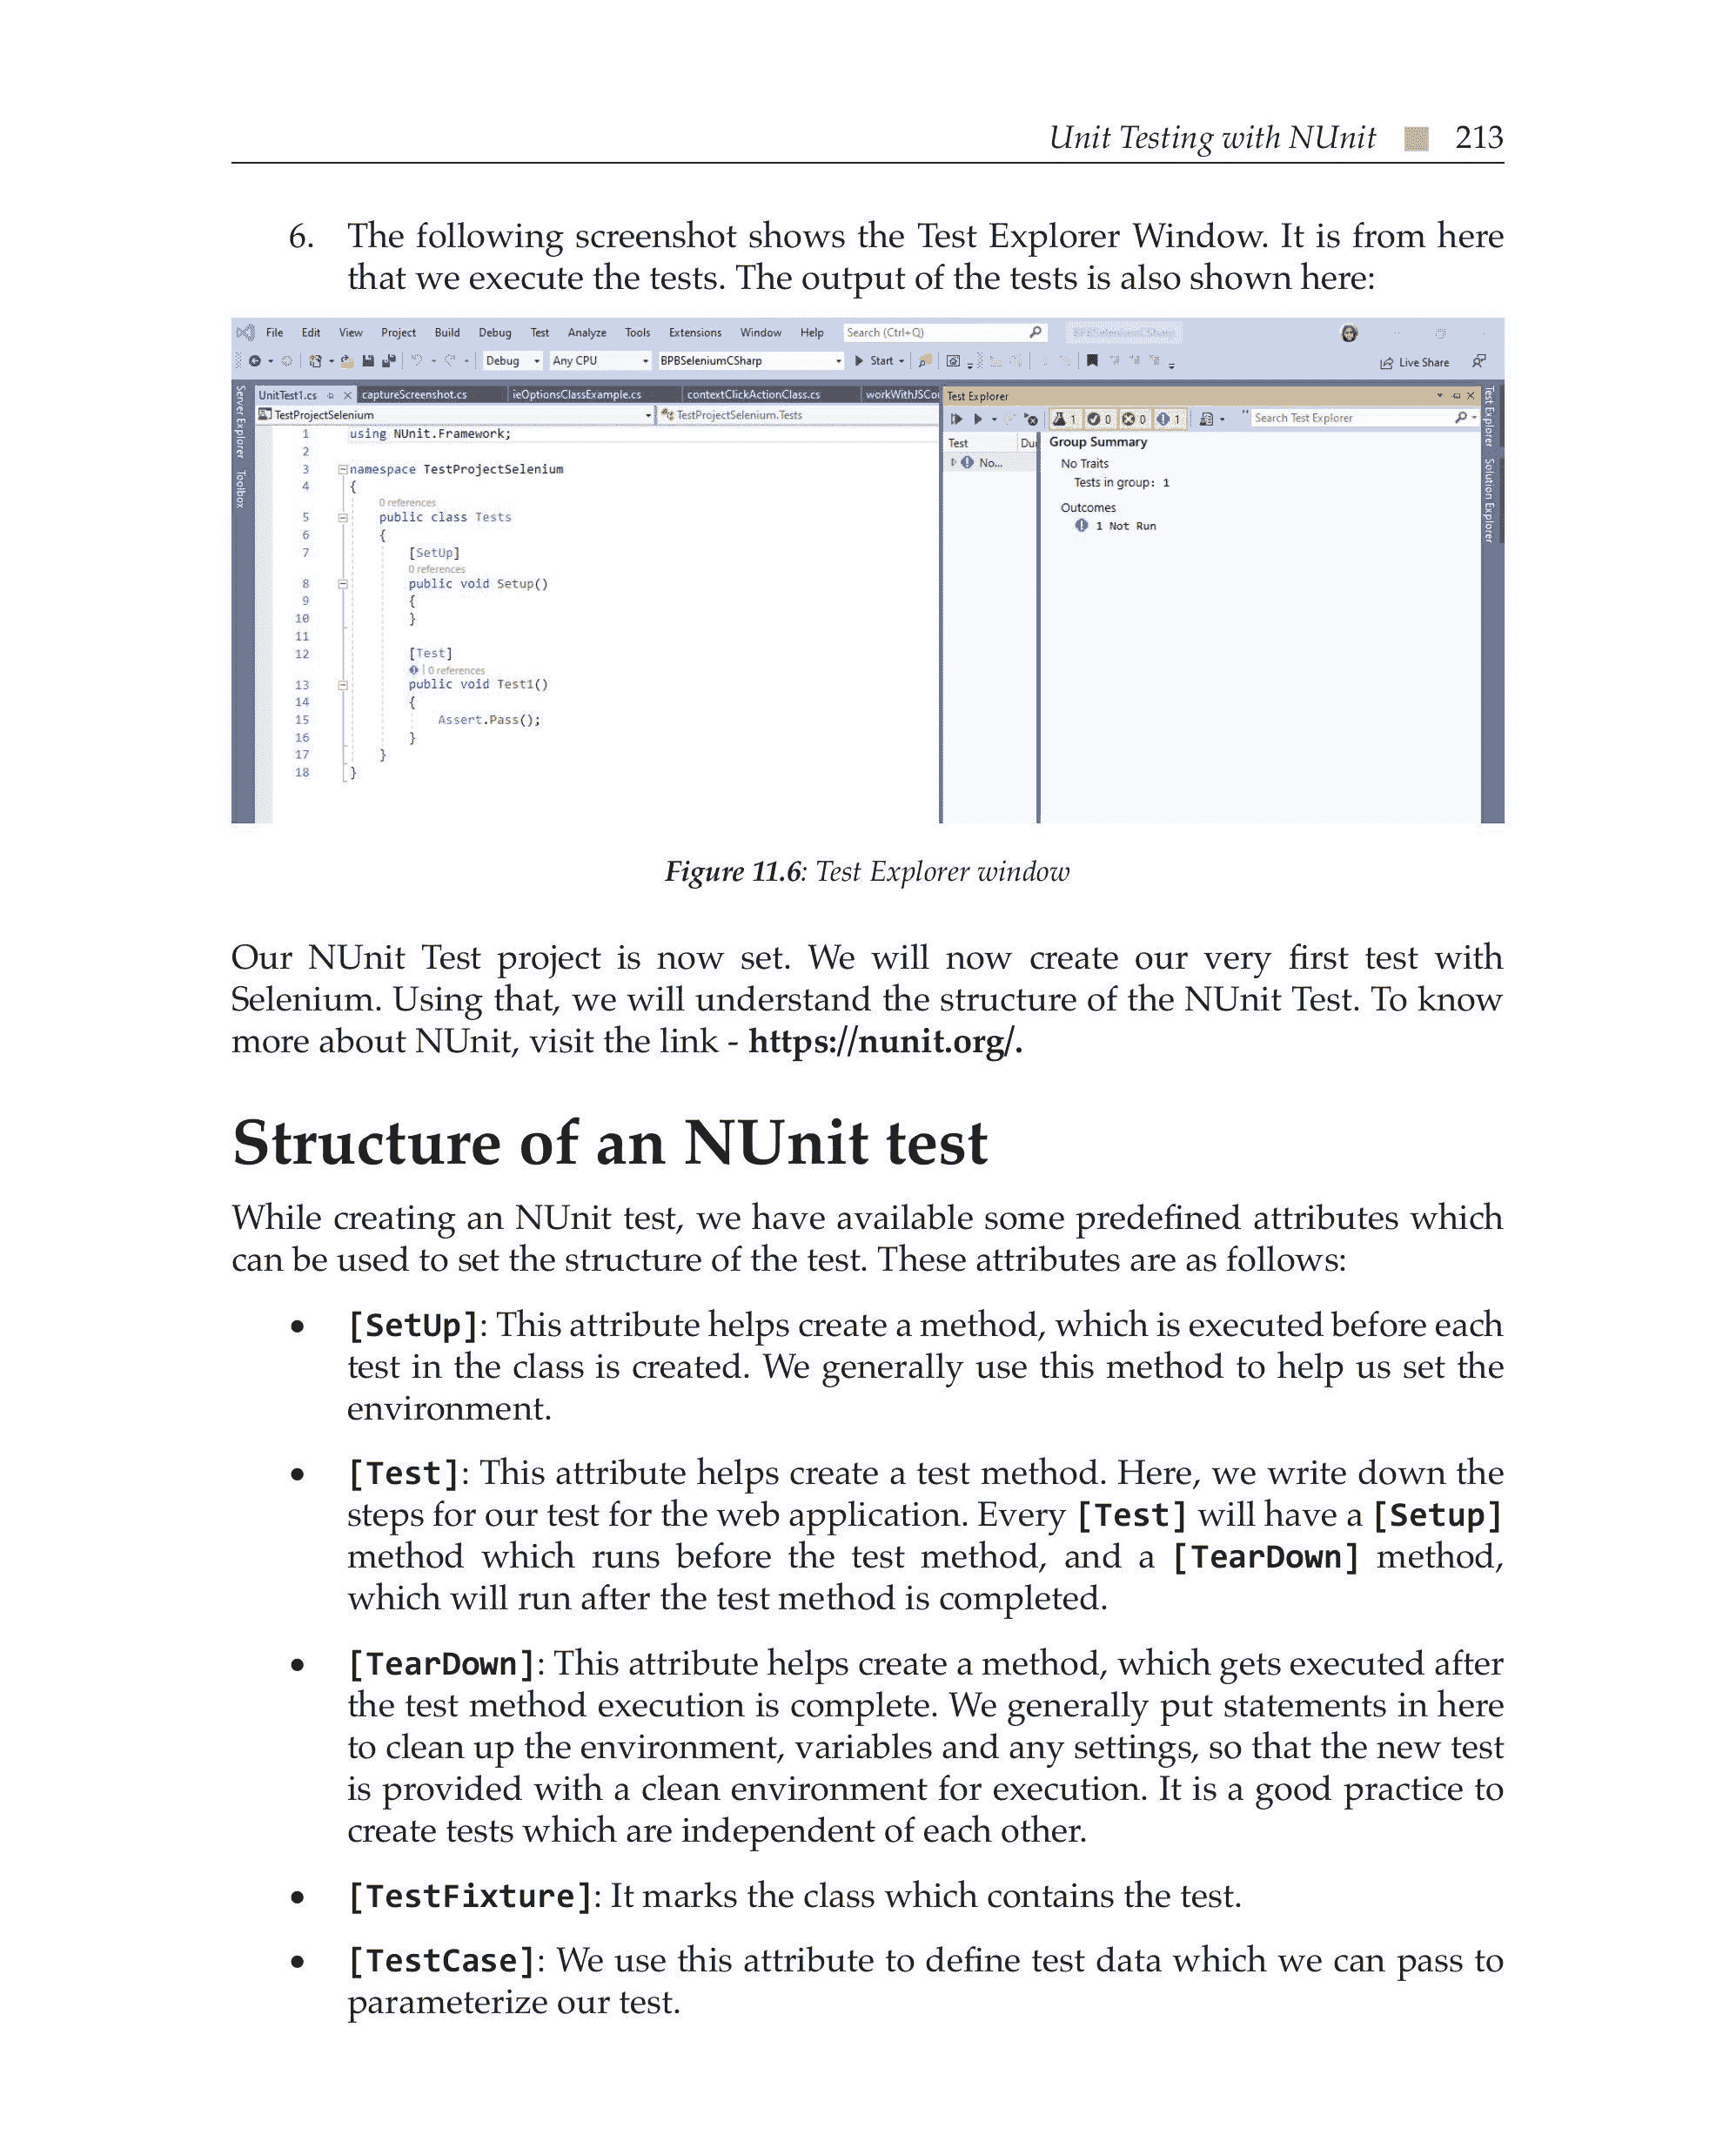 Unit Testing with NUnit 213
6. The following screenshot shows the Test Explorer Window. It is from here
that we execute the tests. The output of the tests is also shown here:
File Edit View Project Build Debug Test Analyze Tools Extensions Window Help Search (Ctrl+Q) BPBSeleniumCSharp
Debug Any CPU BPBSeleniumCSharp Start Live Share
Server Explorer Toolbox
UnitTest1.cs captureScreenshot.cs ieOptionsClassExample.cs contextClickActionClass.cs workWithJSCo
TestProjectSelenium TestProjectSelenium.Tests
1 using NUnit.Framework;
2
3 namespace TestProjectSelenium
4 {
0 references
5 public class Tests
6 {
7 [SetUp]
0 references
8 public void Setup()
9 {
10 }
11
12 [Test]
0 references
13 public void Test1()
14 {
15 Assert.Pass();
16 }
17 }
18 }
Test Explorer
1 0 0 1 Search Test Explorer
Test Du
No...
Group Summary
No Traits
Tests in group: 1
Outcomes
1 Not Run
Test Explorer Solution Explorer
Figure 11.6: Test Explorer window
Our NUnit Test project is now set. We will now create our very first test with
Selenium. Using that, we will understand the structure of the NUnit Test. To know
more about NUnit, visit the link - https://nunit.org/.
Structure of an NUnit test
While creating an NUnit test, we have available some predefined attributes which
can be used to set the structure of the test. These attributes are as follows:
• [SetUp]: This attribute helps create a method, which is executed before each
test in the class is created. We generally use this method to help us set the
environment.
• [Test]: This attribute helps create a test method. Here, we write down the
steps for our test for the web application. Every [Test] will have a [Setup]
method which runs before the test method, and a [TearDown] method,
which will run after the test method is completed.
• [TearDown]: This attribute helps create a method, which gets executed after
the test method execution is complete. We generally put statements in here
to clean up the environment, variables and any settings, so that the new test
is provided with a clean environment for execution. It is a good practice to
create tests which are independent of each other.
• [TestFixture]: It marks the class which contains the test.
• [TestCase]: We use this attribute to define test data which we can pass to
parameterize our test.